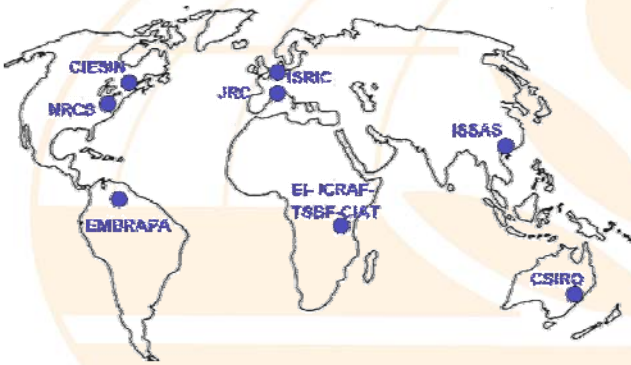 CIESIN
ISRIC
NRCS
JRC
ISSAS
EI- ICRAF-
TSBF-CIAT
EMBRAPA
CSIRO